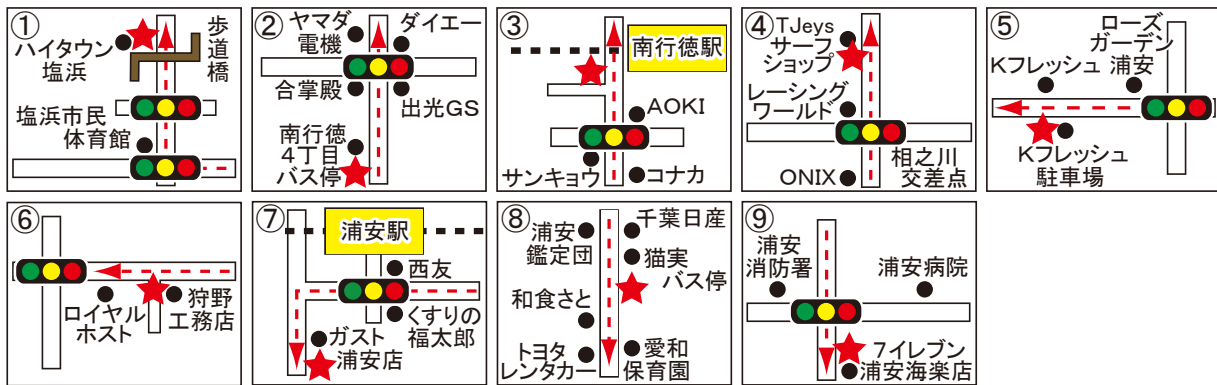 ①
歩道橋
ハイタウン
塩浜
塩浜市民
体育館
②
ヤマダ
電機
ダイエー
合掌殿
出光GS
南行徳
4丁目
バス停
③
南行徳駅
AOKI
サンキョウ
コナカ
④
TJeys
サーフ
ショップ
レーシング
ワールド
相之川
交差点
ONIX
⑤
ローズ
ガーデン
浦安
Kフレッシュ
Kフレッシュ
駐車場
⑥
ロイヤル
ホスト
狩野
工務店
⑦
浦安駅
西友
くすりの
福太郎
ガスト
浦安店
⑧
千葉日産
浦安
鑑定団
猫実
バス停
和食さと
トヨタ
レンタカー
愛和
保育園
⑨
浦安
消防署
浦安病院
7イレブン
浦安海楽店